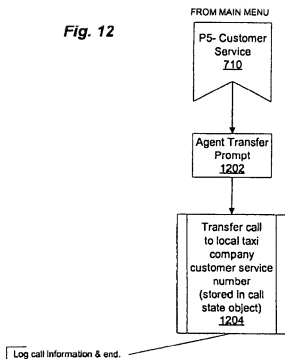 FROM MAIN MENU
Fig. 12
P5- Customer
Service
710
Agent Transfer
Prompt
1202
Transfer call
to local taxi
company
customer service
number
(stored in call
state object)
1204
Log call information & end.